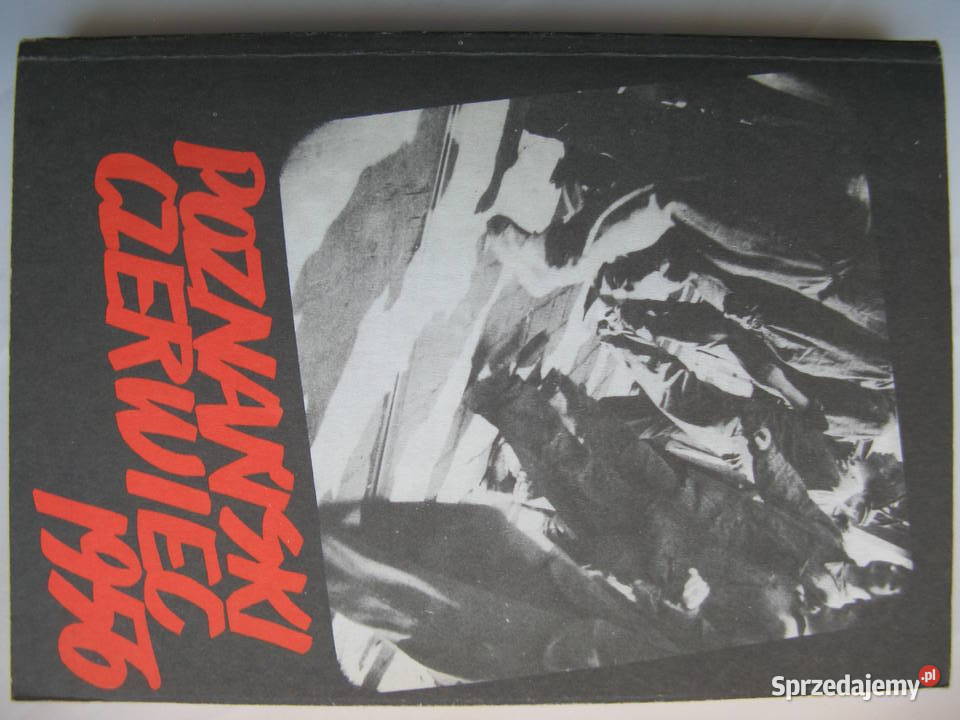 POZNAŃSKI
CZERWIEC
1956
Sprzedajemy.pl